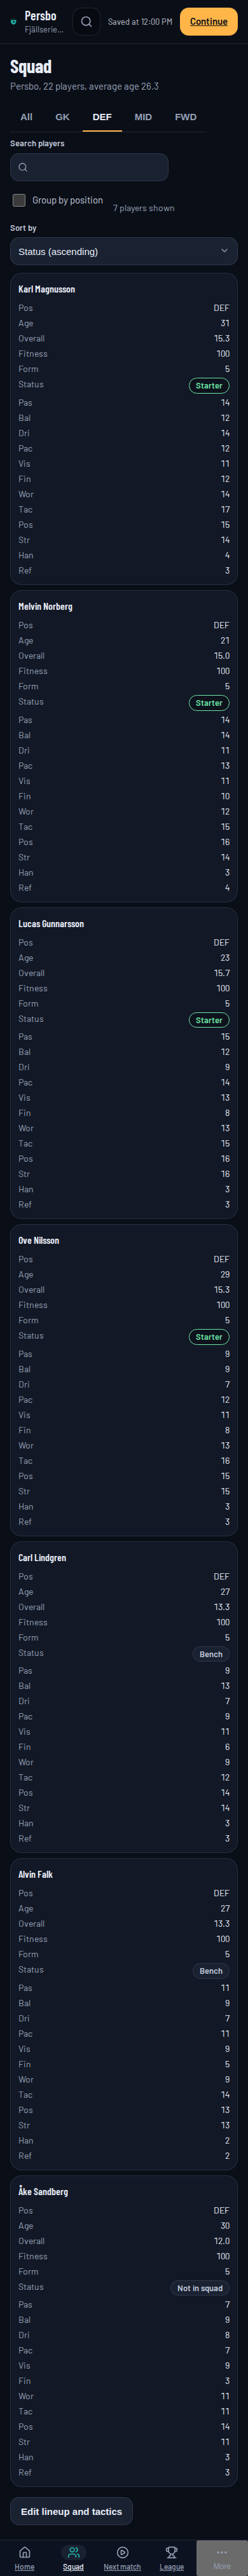 Persbo
Fjällserie...
Saved at 12:00 PM
Continue
Squad
Persbo, 22 players, average age 26.3
All GK DEF MID FWD
Search players
Group by position
7 players shown
Sort by
Status (ascending)
Karl Magnusson
Pos DEF
Age 31
Overall 15.3
Fitness 100
Form 5
Status Starter
Pas 14
Bal 12
Dri 14
Pac 12
Vis 11
Fin 12
Wor 14
Tac 17
Pos 15
Str 14
Han 4
Ref 3
Melvin Norberg
Pos DEF
Age 21
Overall 15.0
Fitness 100
Form 5
Status Starter
Pas 14
Bal 14
Dri 11
Pac 13
Vis 11
Fin 10
Wor 12
Tac 15
Pos 16
Str 14
Han 3
Ref 4
Lucas Gunnarsson
Pos DEF
Age 23
Overall 15.7
Fitness 100
Form 5
Status Starter
Pas 15
Bal 12
Dri 9
Pac 14
Vis 13
Fin 8
Wor 13
Tac 15
Pos 16
Str 16
Han 3
Ref 3
Ove Nilsson
Pos DEF
Age 29
Overall 15.3
Fitness 100
Form 5
Status Starter
Pas 9
Bal 9
Dri 7
Pac 12
Vis 11
Fin 8
Wor 13
Tac 16
Pos 15
Str 15
Han 3
Ref 3
Carl Lindgren
Pos DEF
Age 27
Overall 13.3
Fitness 100
Form 5
Status Bench
Pas 9
Bal 13
Dri 7
Pac 9
Vis 11
Fin 6
Wor 9
Tac 12
Pos 14
Str 14
Han 3
Ref 3
Alvin Falk
Pos DEF
Age 27
Overall 13.3
Fitness 100
Form 5
Status Bench
Pas 11
Bal 9
Dri 7
Pac 11
Vis 9
Fin 5
Wor 9
Tac 14
Pos 13
Str 13
Han 2
Ref 2
Åke Sandberg
Pos DEF
Age 30
Overall 12.0
Fitness 100
Form 5
Status Not in squad
Pas 7
Bal 9
Dri 8
Pac 7
Vis 9
Fin 3
Wor 11
Tac 11
Pos 14
Str 11
Han 3
Ref 3
Edit lineup and tactics
Home Squad Next match League More